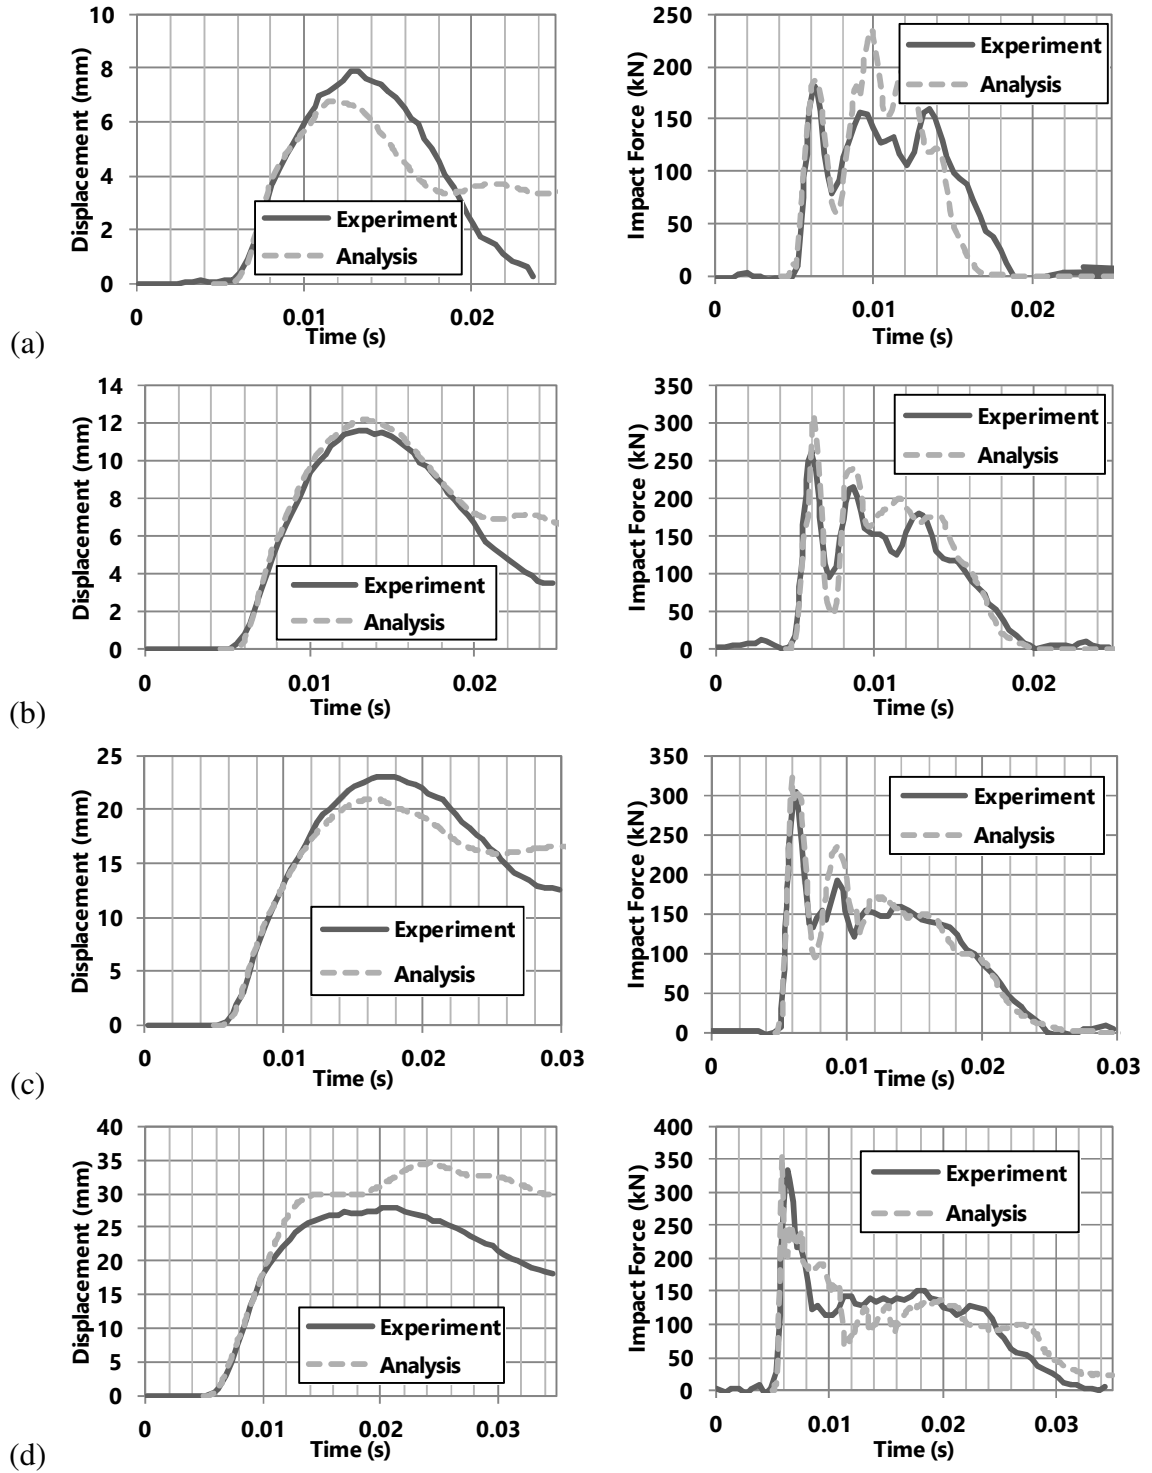 10
8
6
4
2
0
Displacement (mm)
0 0.01 0.02
Time (s)
Experiment
Analysis
250
200
150
100
50
0
Impact Force (kN)
0 0.01 0.02
Time (s)
Experiment
Analysis
(a)
14
12
10
8
6
4
2
0
Displacement (mm)
0 0.01 0.02
Time (s)
Experiment
Analysis
350
300
250
200
150
100
50
0
Impact Force (kN)
0 0.01 0.02
Time (s)
Experiment
Analysis
(b)
25
20
15
10
5
0
Displacement (mm)
0 0.01 0.02 0.03
Time (s)
Experiment
Analysis
350
300
250
200
150
100
50
0
Impact Force (kN)
0 0.01 0.02 0.03
Time (s)
Experiment
Analysis
(c)
40
35
30
25
20
15
10
5
0
Displacement (mm)
0 0.01 0.02 0.03
Time (s)
Experiment
Analysis
400
350
300
250
200
150
100
50
0
Impact Force (kN)
0 0.01 0.02 0.03
Time (s)
Experiment
Analysis
(d)